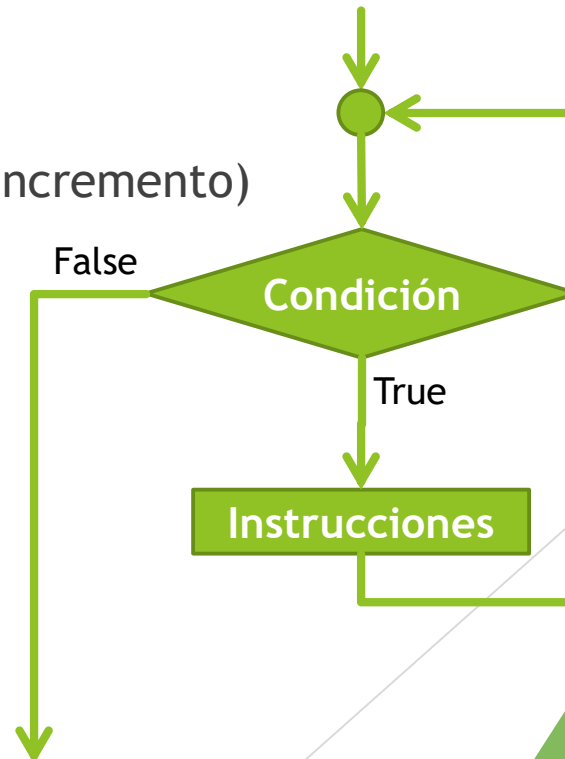 ncremento)
False
Condición
True
Instrucciones